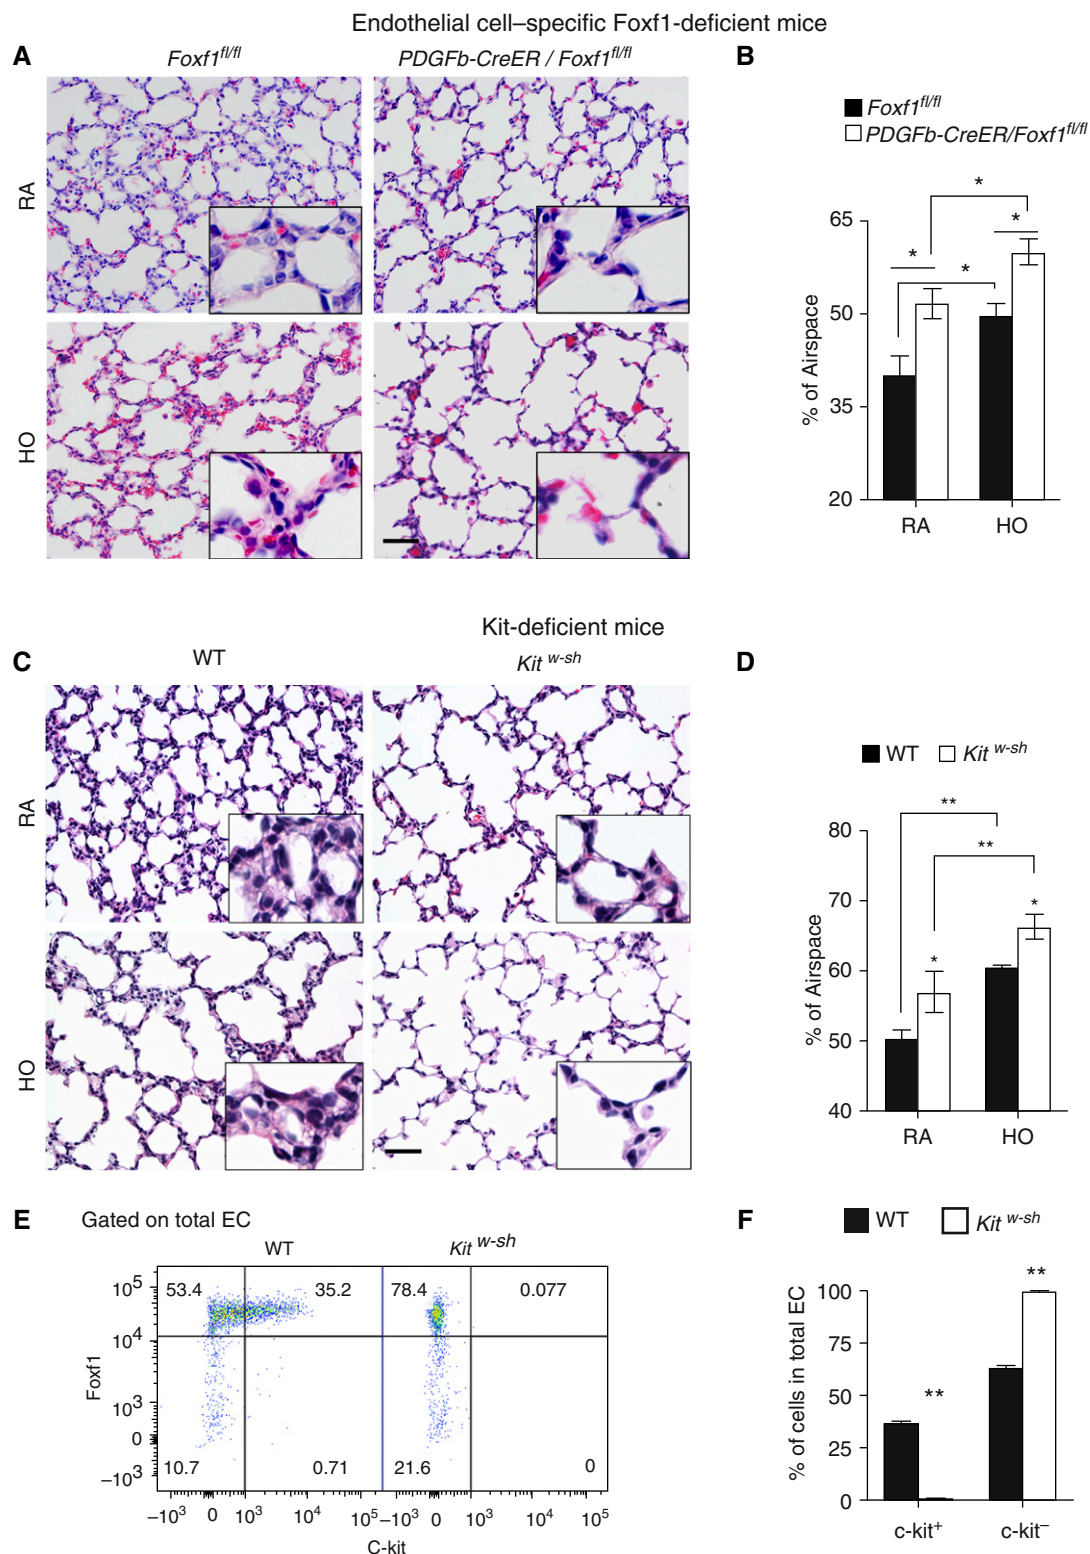 Endothelial cell–specific Foxf1-deficient mice
A
Foxf1fl/fl
PDGFb-CreER / Foxf1fl/fl
RA
HO
B
Foxf1fl/fl
PDGFb-CreER/Foxf1fl/fl
% of Airspace
65
50
35
20
*
*
*
*
RA
HO
Kit-deficient mice
C
WT
Kit w-sh
RA
HO
D
WT
Kit w-sh
% of Airspace
80
70
60
50
40
**
**
*
*
RA
HO
E
Gated on total EC
WT
Kit w-sh
Foxf1
10⁵
10⁴
10³
0
−10³
53.4
35.2
78.4
0.077
10.7
0.71
21.6
0
−10³ 0 10³ 10⁴ 10⁵
−10³ 0 10³ 10⁴ 10⁵
C-kit
F
WT
Kit w-sh
% of cells in total EC
100
75
50
25
0
**
**
c-kit⁺
c-kit⁻